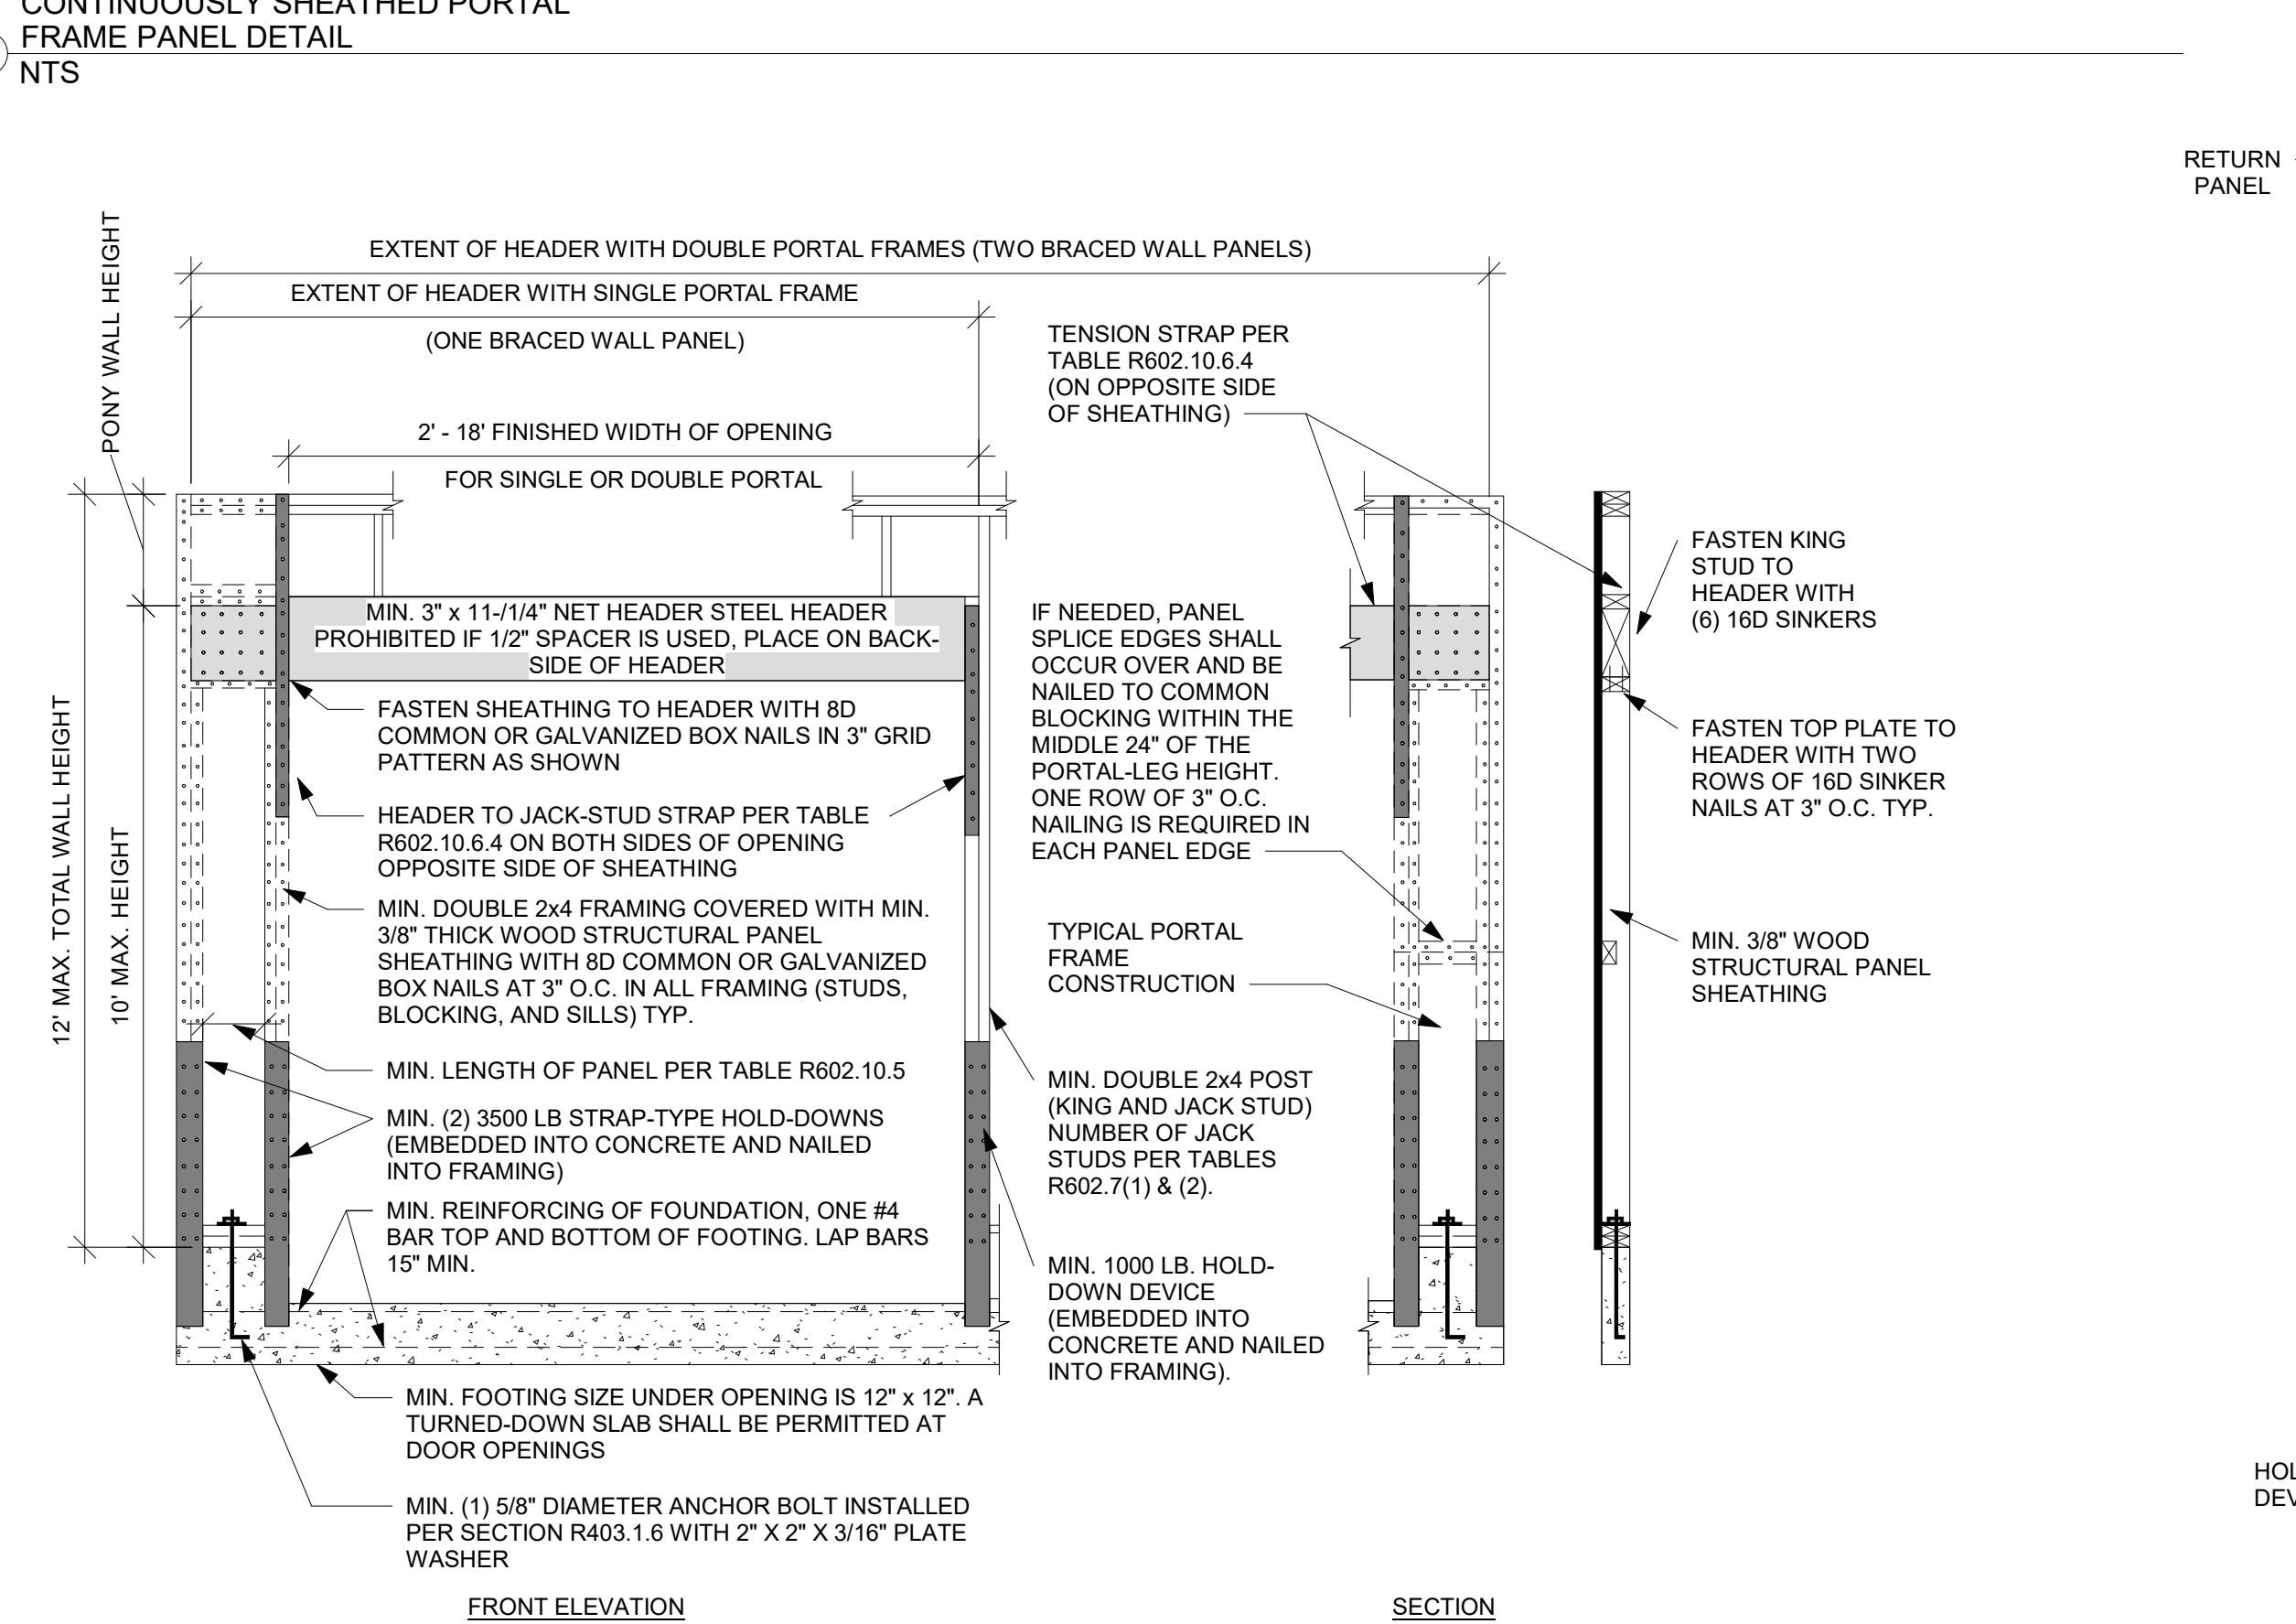 CONTINUOUSLY SHEATHED PORTAL
FRAME PANEL DETAIL
NTS
RETURN
PANEL
PONY WALL HEIGHT
EXTENT OF HEADER WITH DOUBLE PORTAL FRAMES (TWO BRACED WALL PANELS)
EXTENT OF HEADER WITH SINGLE PORTAL FRAME
(ONE BRACED WALL PANEL)
2' - 18' FINISHED WIDTH OF OPENING
FOR SINGLE OR DOUBLE PORTAL
TENSION STRAP PER
TABLE R602.10.6.4
(ON OPPOSITE SIDE
OF SHEATHING)
12' MAX. TOTAL WALL HEIGHT
10' MAX. HEIGHT
MIN. 3" x 11-/1/4" NET HEADER STEEL HEADER
PROHIBITED IF 1/2" SPACER IS USED, PLACE ON BACK-
SIDE OF HEADER
FASTEN SHEATHING TO HEADER WITH 8D
COMMON OR GALVANIZED BOX NAILS IN 3" GRID
PATTERN AS SHOWN
HEADER TO JACK-STUD STRAP PER TABLE
R602.10.6.4 ON BOTH SIDES OF OPENING
OPPOSITE SIDE OF SHEATHING
MIN. DOUBLE 2x4 FRAMING COVERED WITH MIN.
3/8" THICK WOOD STRUCTURAL PANEL
SHEATHING WITH 8D COMMON OR GALVANIZED
BOX NAILS AT 3" O.C. IN ALL FRAMING (STUDS,
BLOCKING, AND SILLS) TYP.
MIN. LENGTH OF PANEL PER TABLE R602.10.5
MIN. (2) 3500 LB STRAP-TYPE HOLD-DOWNS
(EMBEDDED INTO CONCRETE AND NAILED
INTO FRAMING)
MIN. REINFORCING OF FOUNDATION, ONE #4
BAR TOP AND BOTTOM OF FOOTING. LAP BARS
15" MIN.
MIN. FOOTING SIZE UNDER OPENING IS 12" x 12". A
TURNED-DOWN SLAB SHALL BE PERMITTED AT
DOOR OPENINGS
MIN. (1) 5/8" DIAMETER ANCHOR BOLT INSTALLED
PER SECTION R403.1.6 WITH 2" X 2" X 3/16" PLATE
WASHER
FRONT ELEVATION
IF NEEDED, PANEL
SPLICE EDGES SHALL
OCCUR OVER AND BE
NAILED TO COMMON
BLOCKING WITHIN THE
MIDDLE 24" OF THE
PORTAL-LEG HEIGHT.
ONE ROW OF 3" O.C.
NAILING IS REQUIRED IN
EACH PANEL EDGE
TYPICAL PORTAL
FRAME
CONSTRUCTION
MIN. DOUBLE 2x4 POST
(KING AND JACK STUD)
NUMBER OF JACK
STUDS PER TABLES
R602.7(1) & (2).
MIN. 1000 LB. HOLD-
DOWN DEVICE
(EMBEDDED INTO
CONCRETE AND NAILED
INTO FRAMING).
FASTEN KING
STUD TO
HEADER WITH
(6) 16D SINKERS
FASTEN TOP PLATE TO
HEADER WITH TWO
ROWS OF 16D SINKER
NAILS AT 3" O.C. TYP.
MIN. 3/8" WOOD
STRUCTURAL PANEL
SHEATHING
SECTION